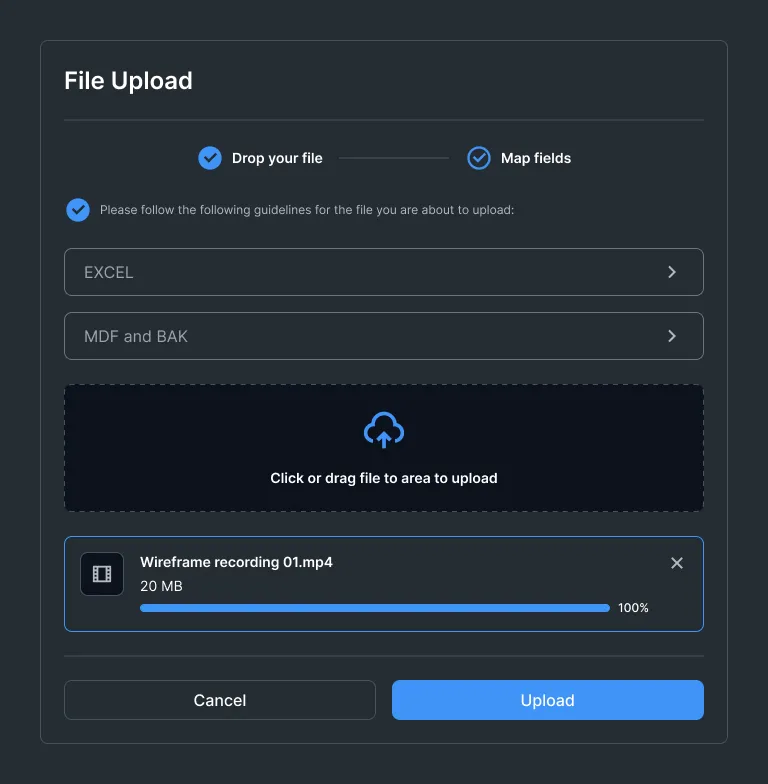 File Upload
Drop your file
Map fields
Please follow the following guidelines for the file you are about to upload:
EXCEL
MDF and BAK
Click or drag file to area to upload
Wireframe recording 01.mp4
20 MB
100%
Cancel
Upload